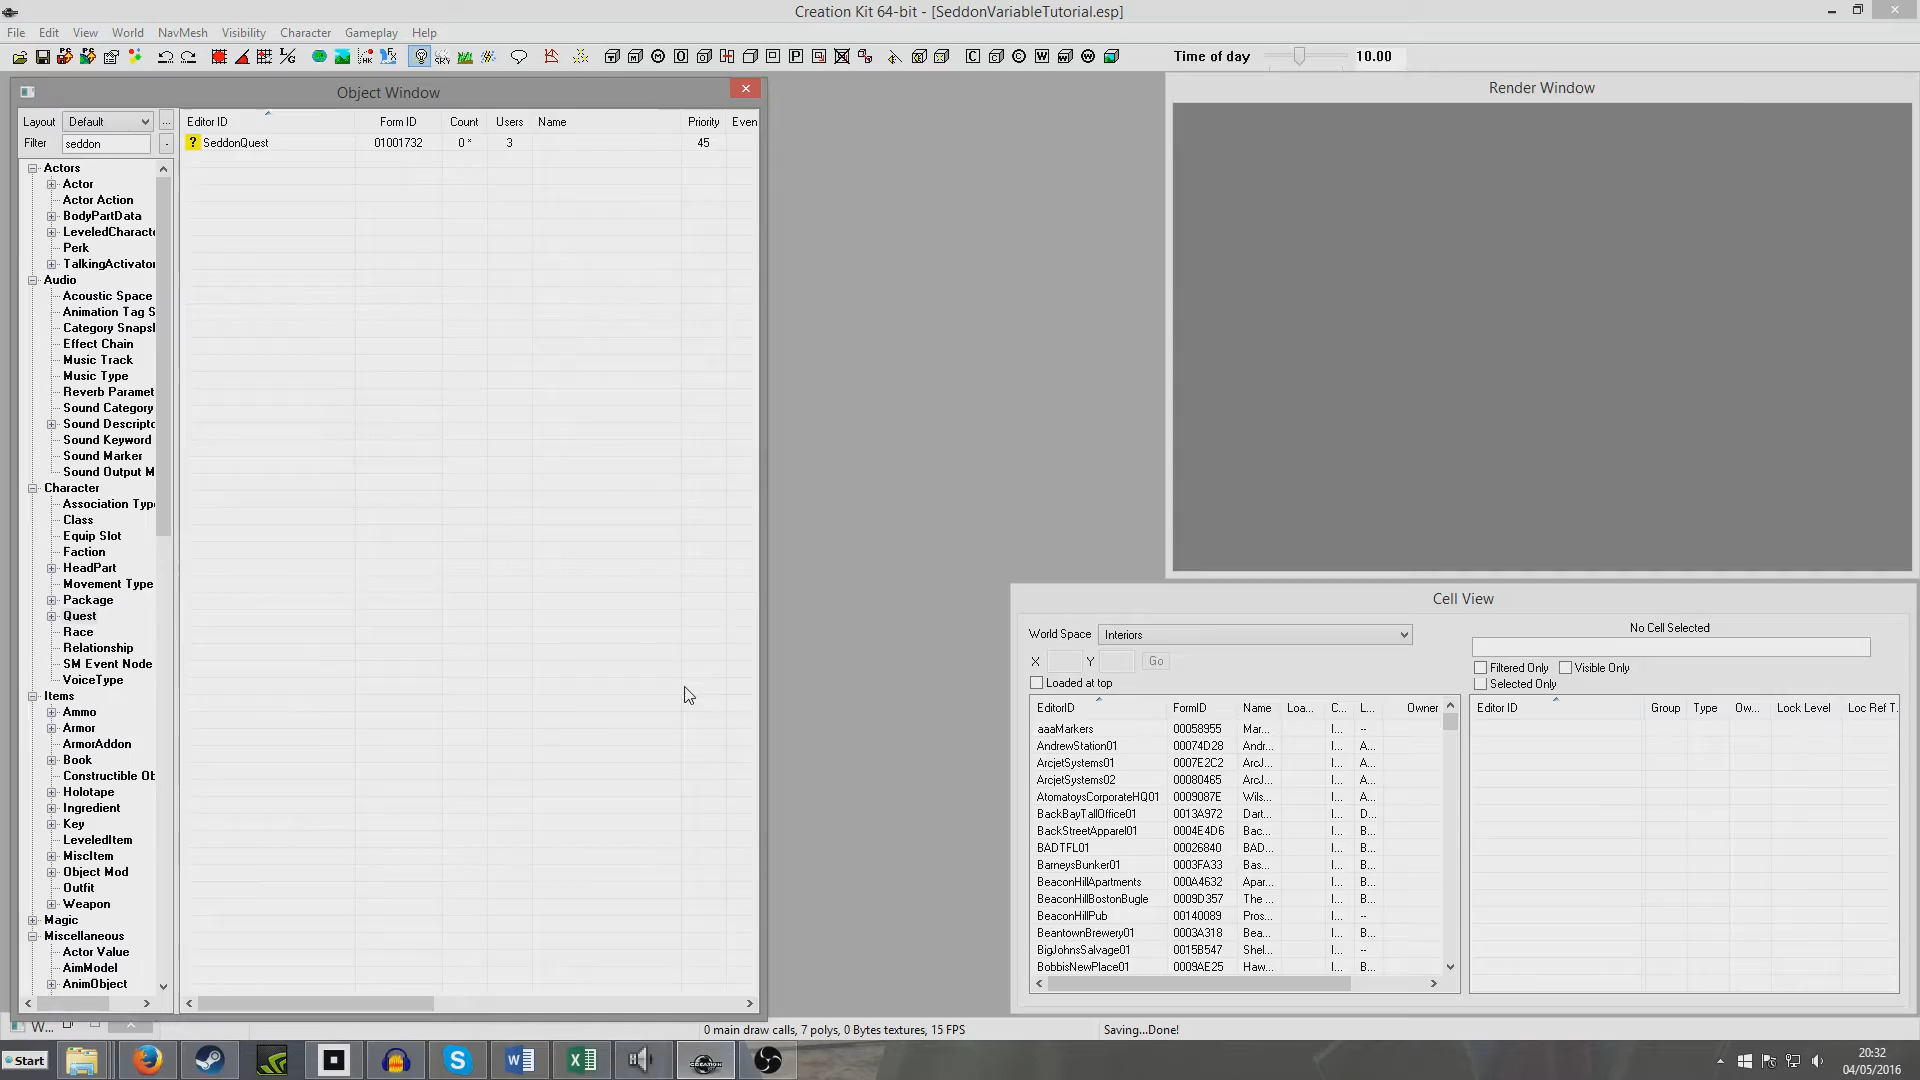 Creation Kit 64-bit - [SeddonVariableTutorial.esp]
File Edit View World NavMesh Visibility Character Gameplay Help
Time of day 10.00
Object Window
Layout Default ...
Filter seddon
Editor ID Form ID Count Users Name Priority Even
? SeddonQuest 01001732 0 * 3 45
Actors
Actor
Actor Action
BodyPartData
LeveledCharacte
Perk
TalkingActivator
Audio
Acoustic Space
Animation Tag S
Category Snapsh
Effect Chain
Music Track
Music Type
Reverb Paramet
Sound Category
Sound Descripto
Sound Keyword
Sound Marker
Sound Output M
Character
Association Type
Class
Equip Slot
Faction
HeadPart
Movement Type
Package
Quest
Race
Relationship
SM Event Node
VoiceType
Items
Ammo
Armor
ArmorAddon
Book
Constructible Ob
Holotape
Ingredient
Key
LeveledItem
MiscItem
Object Mod
Outfit
Weapon
Magic
Miscellaneous
Actor Value
AimModel
AnimObject
W...
Render Window
Cell View
World Space Interiors
X Y Go
Loaded at top
No Cell Selected
Filtered Only Visible Only
Selected Only
EditorID FormID Name Loa... C... L... Owner
aaaMarkers 00058955 Mar... I... --
AndrewStation01 00074D28 Andr... I... A...
ArcjetSystems01 0007E2C2 ArcJ... I... A...
ArcjetSystems02 00080465 ArcJ... I... A...
AtomatoysCorporateHQ01 0009087E Wils... I... A...
BackBayTallOffice01 0013A972 Dart... I... D...
BackStreetApparel01 0004E4D6 Bac... I... B...
BADTFL01 00026840 BAD... I... B...
BarneysBunker01 0003FA33 Bas... I... B...
BeaconHillApartments 000A4632 Apar... I... B...
BeaconHillBostonBugle 0009D357 The ... I... B...
BeaconHillPub 00140089 Pros... I... --
BeantownBrewery01 0003A318 Bea... I... B...
BigJohnsSalvage01 0015B547 Shel... I... --
BobbisNewPlace01 0009AE25 Haw... I... B...
Editor ID Group Type Ow... Lock Level Loc Ref T.
0 main draw calls, 7 polys, 0 Bytes textures, 15 FPS
Saving...Done!
Start
20:32
04/05/2016